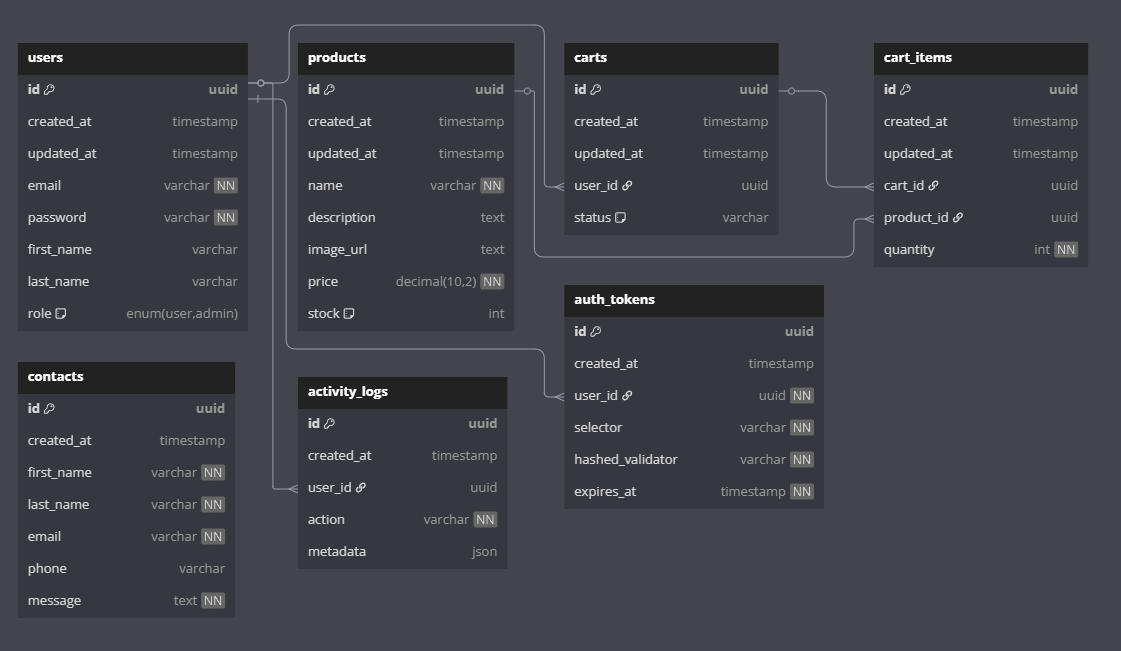 users
id uuid
created_at timestamp
updated_at timestamp
email varchar NN
password varchar NN
first_name varchar
last_name varchar
role enum(user,admin)
products
id uuid
created_at timestamp
updated_at timestamp
name varchar NN
description text
image_url text
price decimal(10,2) NN
stock int
carts
id uuid
created_at timestamp
updated_at timestamp
user_id uuid
status varchar
cart_items
id uuid
created_at timestamp
updated_at timestamp
cart_id uuid
product_id uuid
quantity int NN
contacts
id uuid
created_at timestamp
first_name varchar NN
last_name varchar NN
email varchar NN
phone varchar
message text NN
activity_logs
id uuid
created_at timestamp
user_id uuid
action varchar NN
metadata json
auth_tokens
id uuid
created_at timestamp
user_id uuid NN
selector varchar NN
hashed_validator varchar NN
expires_at timestamp NN